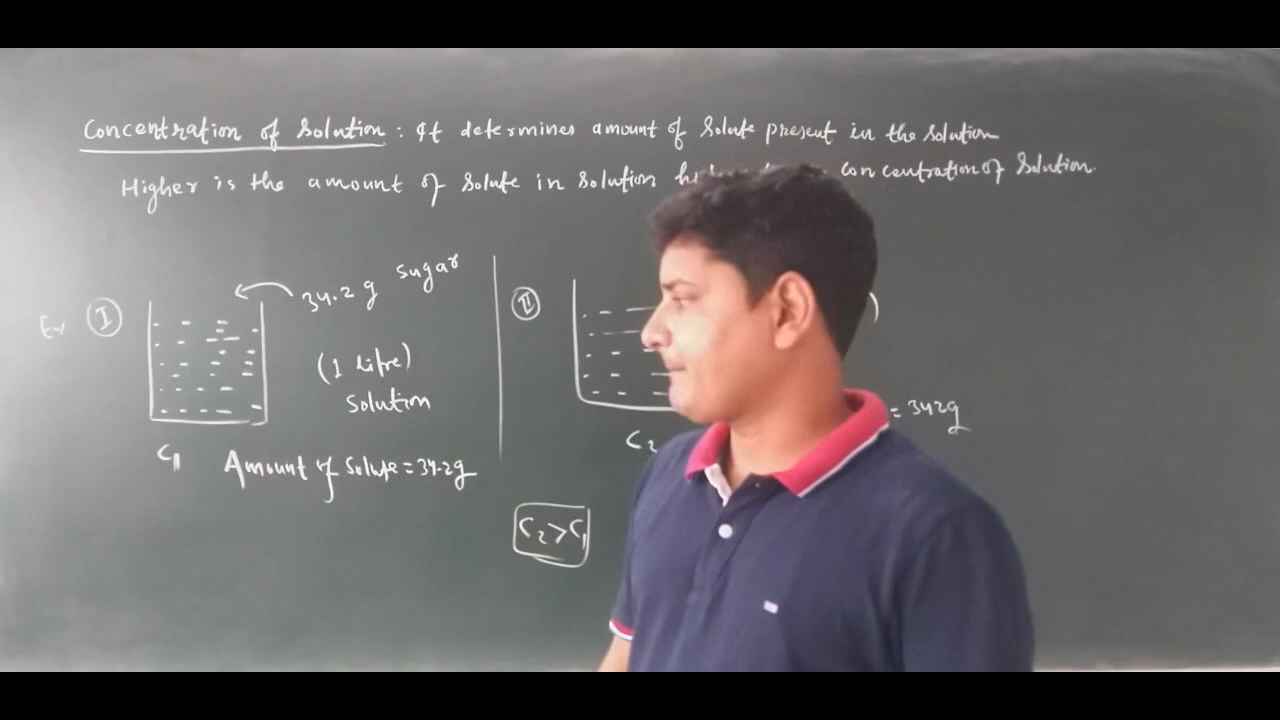 Concentration of Solution : It determines amount of Solute present in the Solution
Higher is the amount of Solute in Solution concentration of Solution.
Ex I
34.2 g sugar
(1 litre)
Solution
C1
Amount of Solute = 34.2g
II
)
C2
= 342g
C2 > C1